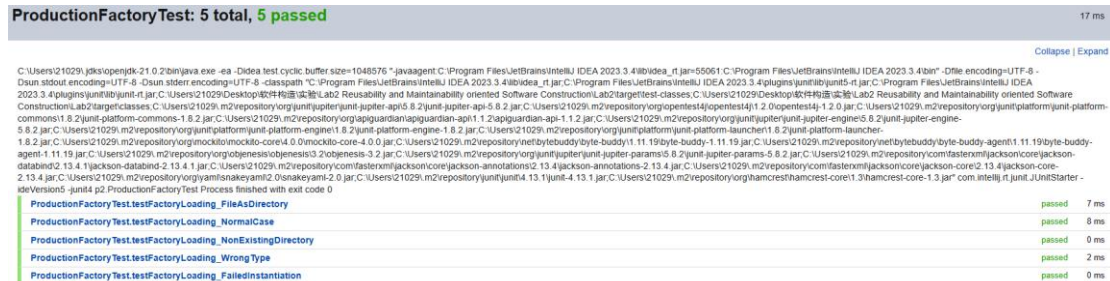 ProductionFactoryTest: 5 total, 5 passed
17 ms
Collapse | Expand
C:\Users\21029\.jdks\openjdk-21.0.2\bin\java.exe -ea -Didea.test.cyclic.buffer.size=1048576 "-javaagent:C:\Program Files\JetBrains\IntelliJ IDEA 2023.3.4\lib\idea_rt.jar=55061:C:\Program Files\JetBrains\IntelliJ IDEA 2023.3.4\bin" -Dfile.encoding=UTF-8 -
Dsun.stdout.encoding=UTF-8 -Dsun.stderr.encoding=UTF-8 -classpath "C:\Program Files\JetBrains\IntelliJ IDEA 2023.3.4\lib\idea_rt.jar;C:\Program Files\JetBrains\IntelliJ IDEA 2023.3.4\plugins\junit\lib\junit5-rt.jar;C:\Program Files\JetBrains\IntelliJ IDEA
2023.3.4\plugins\junit\lib\junit-rt.jar;C:\Users\21029\Desktop\软件构造\实验\Lab2 Reusability and Maintainability oriented Software Construction\Lab2\target\test-classes;C:\Users\21029\Desktop\软件构造\实验\Lab2 Reusability and Maintainability oriented Software
Construction\Lab2\target\classes;C:\Users\21029\.m2\repository\org\junit\jupiter\junit-jupiter-api\5.8.2\junit-jupiter-api-5.8.2.jar;C:\Users\21029\.m2\repository\org\opentest4j\opentest4j\1.2.0\opentest4j-1.2.0.jar;C:\Users\21029\.m2\repository\org\junit\platform\junit-platform-
commons\1.8.2\junit-platform-commons-1.8.2.jar;C:\Users\21029\.m2\repository\org\apiguardian\apiguardian-api\1.1.2\apiguardian-api-1.1.2.jar;C:\Users\21029\.m2\repository\org\junit\jupiter\junit-jupiter-engine\5.8.2\junit-jupiter-engine-
5.8.2.jar;C:\Users\21029\.m2\repository\org\junit\platform\junit-platform-engine\1.8.2\junit-platform-engine-1.8.2.jar;C:\Users\21029\.m2\repository\org\junit\platform\junit-platform-launcher\1.8.2\junit-platform-launcher-
1.8.2.jar;C:\Users\21029\.m2\repository\org\mockito\mockito-core\4.0.0\mockito-core-4.0.0.jar;C:\Users\21029\.m2\repository\net\bytebuddy\byte-buddy\1.11.19\byte-buddy-1.11.19.jar;C:\Users\21029\.m2\repository\net\bytebuddy\byte-buddy-agent\1.11.19\byte-buddy-
agent-1.11.19.jar;C:\Users\21029\.m2\repository\org\objenesis\objenesis\3.2\objenesis-3.2.jar;C:\Users\21029\.m2\repository\org\junit\jupiter\junit-jupiter-params\5.8.2\junit-jupiter-params-5.8.2.jar;C:\Users\21029\.m2\repository\com\fasterxml\jackson\core\jackson-
databind\2.13.4.1\jackson-databind-2.13.4.1.jar;C:\Users\21029\.m2\repository\com\fasterxml\jackson\core\jackson-annotations\2.13.4\jackson-annotations-2.13.4.jar;C:\Users\21029\.m2\repository\com\fasterxml\jackson\core\jackson-core\2.13.4\jackson-core-
2.13.4.jar;C:\Users\21029\.m2\repository\org\yaml\snakeyaml\2.0\snakeyaml-2.0.jar;C:\Users\21029\.m2\repository\junit\junit\4.13.1\junit-4.13.1.jar;C:\Users\21029\.m2\repository\org\hamcrest\hamcrest-core\1.3\hamcrest-core-1.3.jar" com.intellij.rt.junit.JUnitStarter -
ideVersion5 -junit4 p2.ProductionFactoryTest Process finished with exit code 0
ProductionFactoryTest.testFactoryLoading_FileAsDirectory passed 7 ms
ProductionFactoryTest.testFactoryLoading_NormalCase passed 8 ms
ProductionFactoryTest.testFactoryLoading_NonExistingDirectory passed 0 ms
ProductionFactoryTest.testFactoryLoading_WrongType passed 2 ms
ProductionFactoryTest.testFactoryLoading_FailedInstantiation passed 0 ms